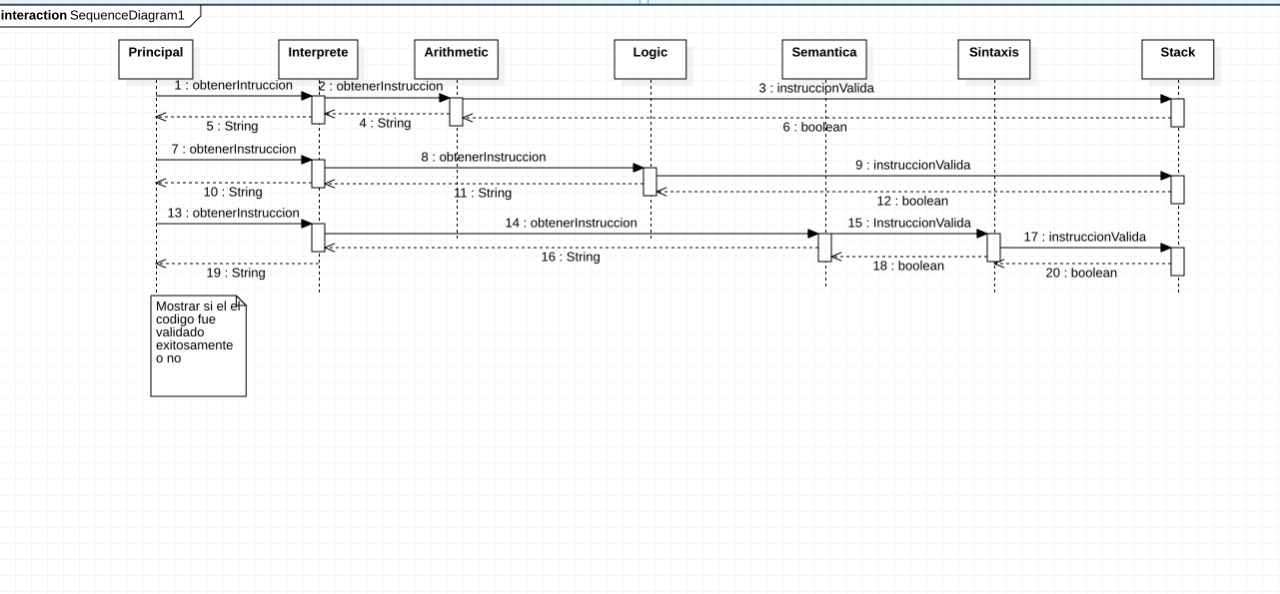 interaction SequenceDiagram1
Principal
Interprete
Arithmetic
Logic
Semantica
Sintaxis
Stack
1 : obtenerIntruccion
2 : obtenerInstruccion
3 : instruccionValida
5 : String
4 : String
6 : boolean
7 : obtenerInstruccion
8 : obtenerInstruccion
9 : instruccionValida
10 : String
11 : String
12 : boolean
13 : obtenerInstruccion
14 : obtenerInstruccion
15 : InstruccionValida
17 : instruccionValida
16 : String
18 : boolean
19 : String
20 : boolean
Mostrar si el el
codigo fue
validado
exitosamente
o no